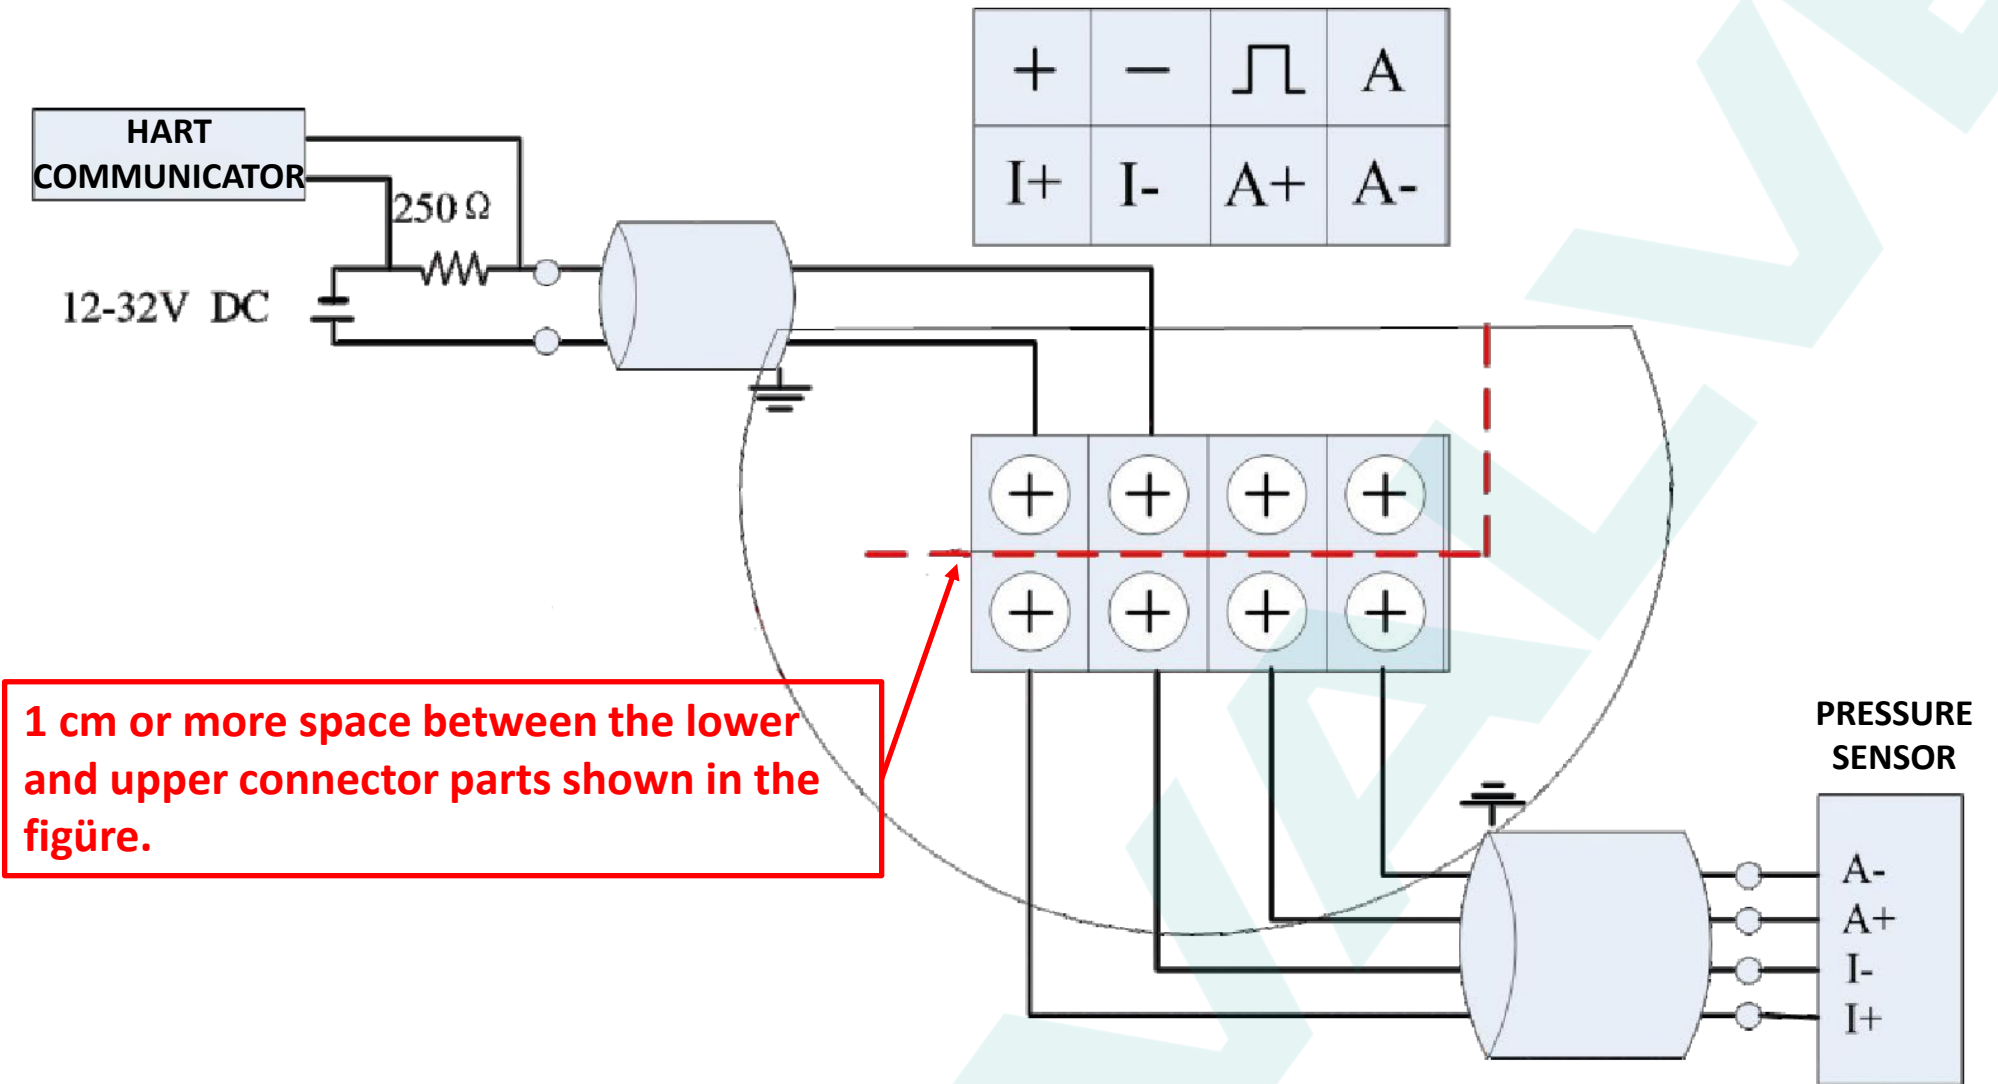 + − A
I+ I- A+ A-
HART
COMMUNICATOR
250 Ω
12-32V DC
1 cm or more space between the lower
and upper connector parts shown in the
figüre.
PRESSURE
SENSOR
A-
A+
I-
I+